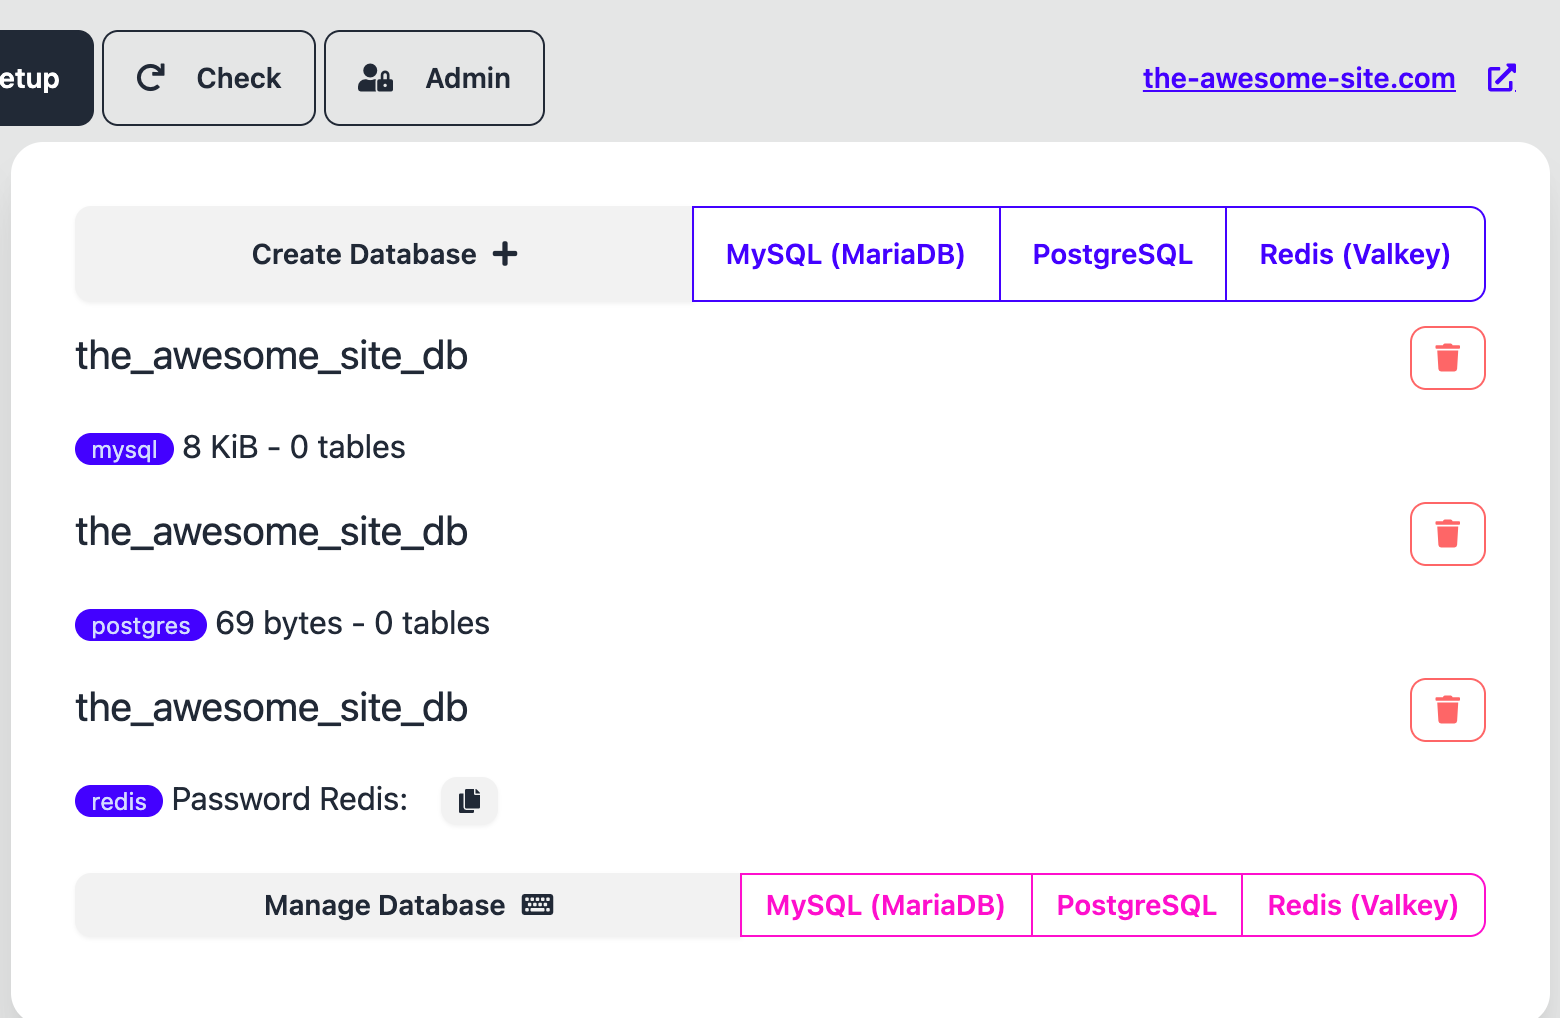 etup Check Admin the-awesome-site.com
Create Database MySQL (MariaDB) PostgreSQL Redis (Valkey)
the_awesome_site_db
mysql 8 KiB - 0 tables
the_awesome_site_db
postgres 69 bytes - 0 tables
the_awesome_site_db
redis Password Redis:
Manage Database MySQL (MariaDB) PostgreSQL Redis (Valkey)